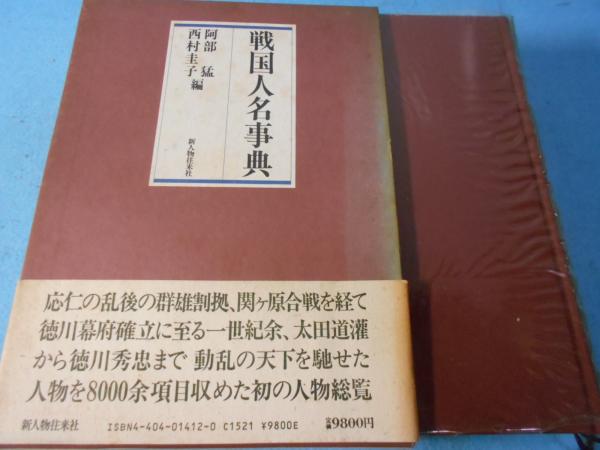 戦国人名事典
阿部 猛
西村圭子 編
新人物往来社
応仁の乱後の群雄割拠、関ヶ原合戦を経て
徳川幕府確立に至る一世紀余、太田道灌
から徳川秀忠まで 動乱の天下を馳せた
人物を8000余項目収めた初の人物総覧
新人物往来社 ISBN4-404-01412-0 C1521 ¥9800E 定価9800円